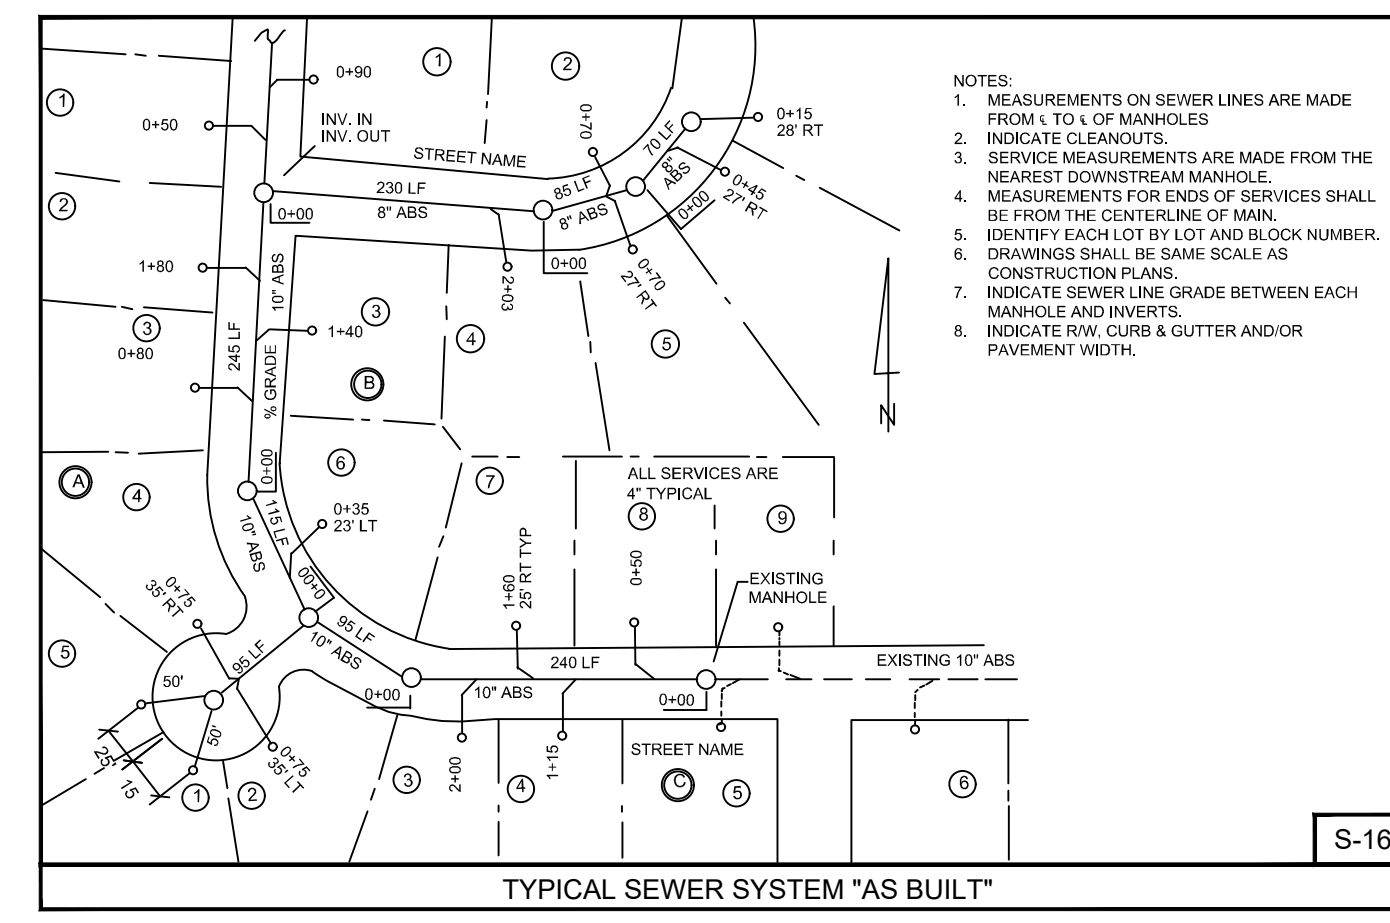 0+90
1
2
1
0+50
INV. IN
INV. OUT
0+70
0+15
28' RT
STREET NAME
70 LF
8" ABS
0+45
27' RT
2
230 LF
8" ABS
85 LF
8" ABS
0+00
0+00
0+00
1+80
10" ABS
2+03
0+70
27' RT
3
0+80
245 LF
3
1+40
4
5
% GRADE
B
N
A
4
0+00
6
7
ALL SERVICES ARE
4" TYPICAL
8
9
0+35
23' LT
115 LF
10" ABS
0+00
1+60
25' RT TYP
0+50
EXISTING
MANHOLE
0+75
35' RT
5
95 LF
95 LF
10" ABS
240 LF
EXISTING 10" ABS
50'
0+00
10" ABS
0+00
50'
25'
15
0+75
35' LT
1
2
3
2+00
4
1+15
STREET NAME
C
5
6
NOTES:
1. MEASUREMENTS ON SEWER LINES ARE MADE
FROM ℄ TO ℄ OF MANHOLES
2. INDICATE CLEANOUTS.
3. SERVICE MEASUREMENTS ARE MADE FROM THE
NEAREST DOWNSTREAM MANHOLE.
4. MEASUREMENTS FOR ENDS OF SERVICES SHALL
BE FROM THE CENTERLINE OF MAIN.
5. IDENTIFY EACH LOT BY LOT AND BLOCK NUMBER.
6. DRAWINGS SHALL BE SAME SCALE AS
CONSTRUCTION PLANS.
7. INDICATE SEWER LINE GRADE BETWEEN EACH
MANHOLE AND INVERTS.
8. INDICATE R/W, CURB & GUTTER AND/OR
PAVEMENT WIDTH.
S-16
TYPICAL SEWER SYSTEM "AS BUILT"